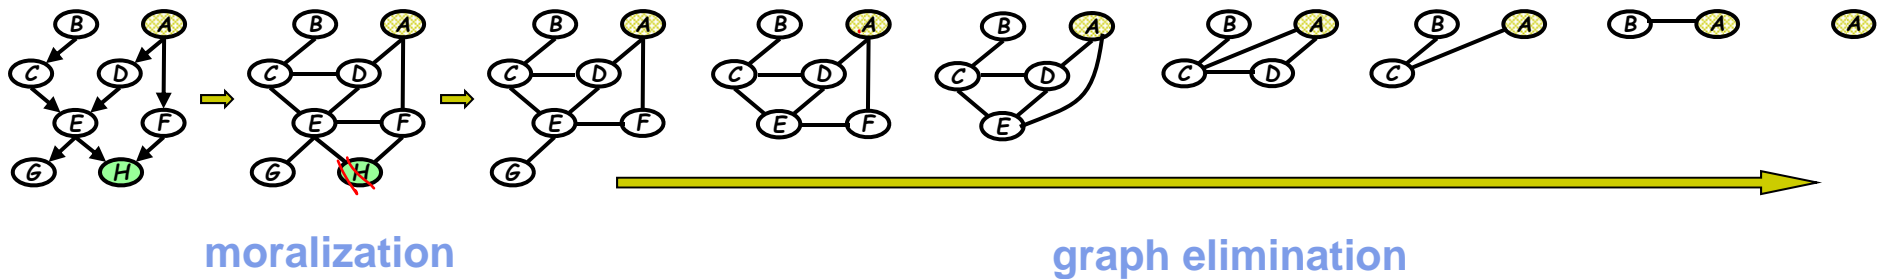 B A B A B A B A B A B A B A B A A
C D C D C D C D C D C D C
E F E F E F E F E
G H G H G
moralization graph elimination